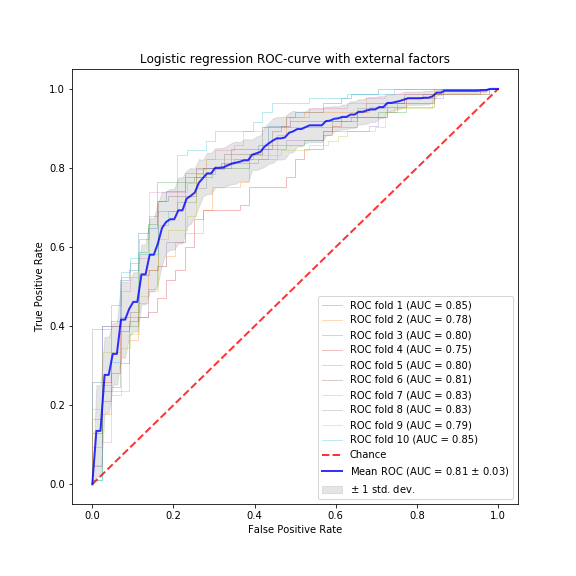 Logistic regression ROC-curve with external factors
True Positive Rate
1.0
0.8
0.6
0.4
0.2
0.0
ROC fold 1 (AUC = 0.85)
ROC fold 2 (AUC = 0.78)
ROC fold 3 (AUC = 0.80)
ROC fold 4 (AUC = 0.75)
ROC fold 5 (AUC = 0.80)
ROC fold 6 (AUC = 0.81)
ROC fold 7 (AUC = 0.83)
ROC fold 8 (AUC = 0.83)
ROC fold 9 (AUC = 0.79)
ROC fold 10 (AUC = 0.85)
Chance
Mean ROC (AUC = 0.81 ± 0.03)
± 1 std. dev.
0.0 0.2 0.4 0.6 0.8 1.0
False Positive Rate